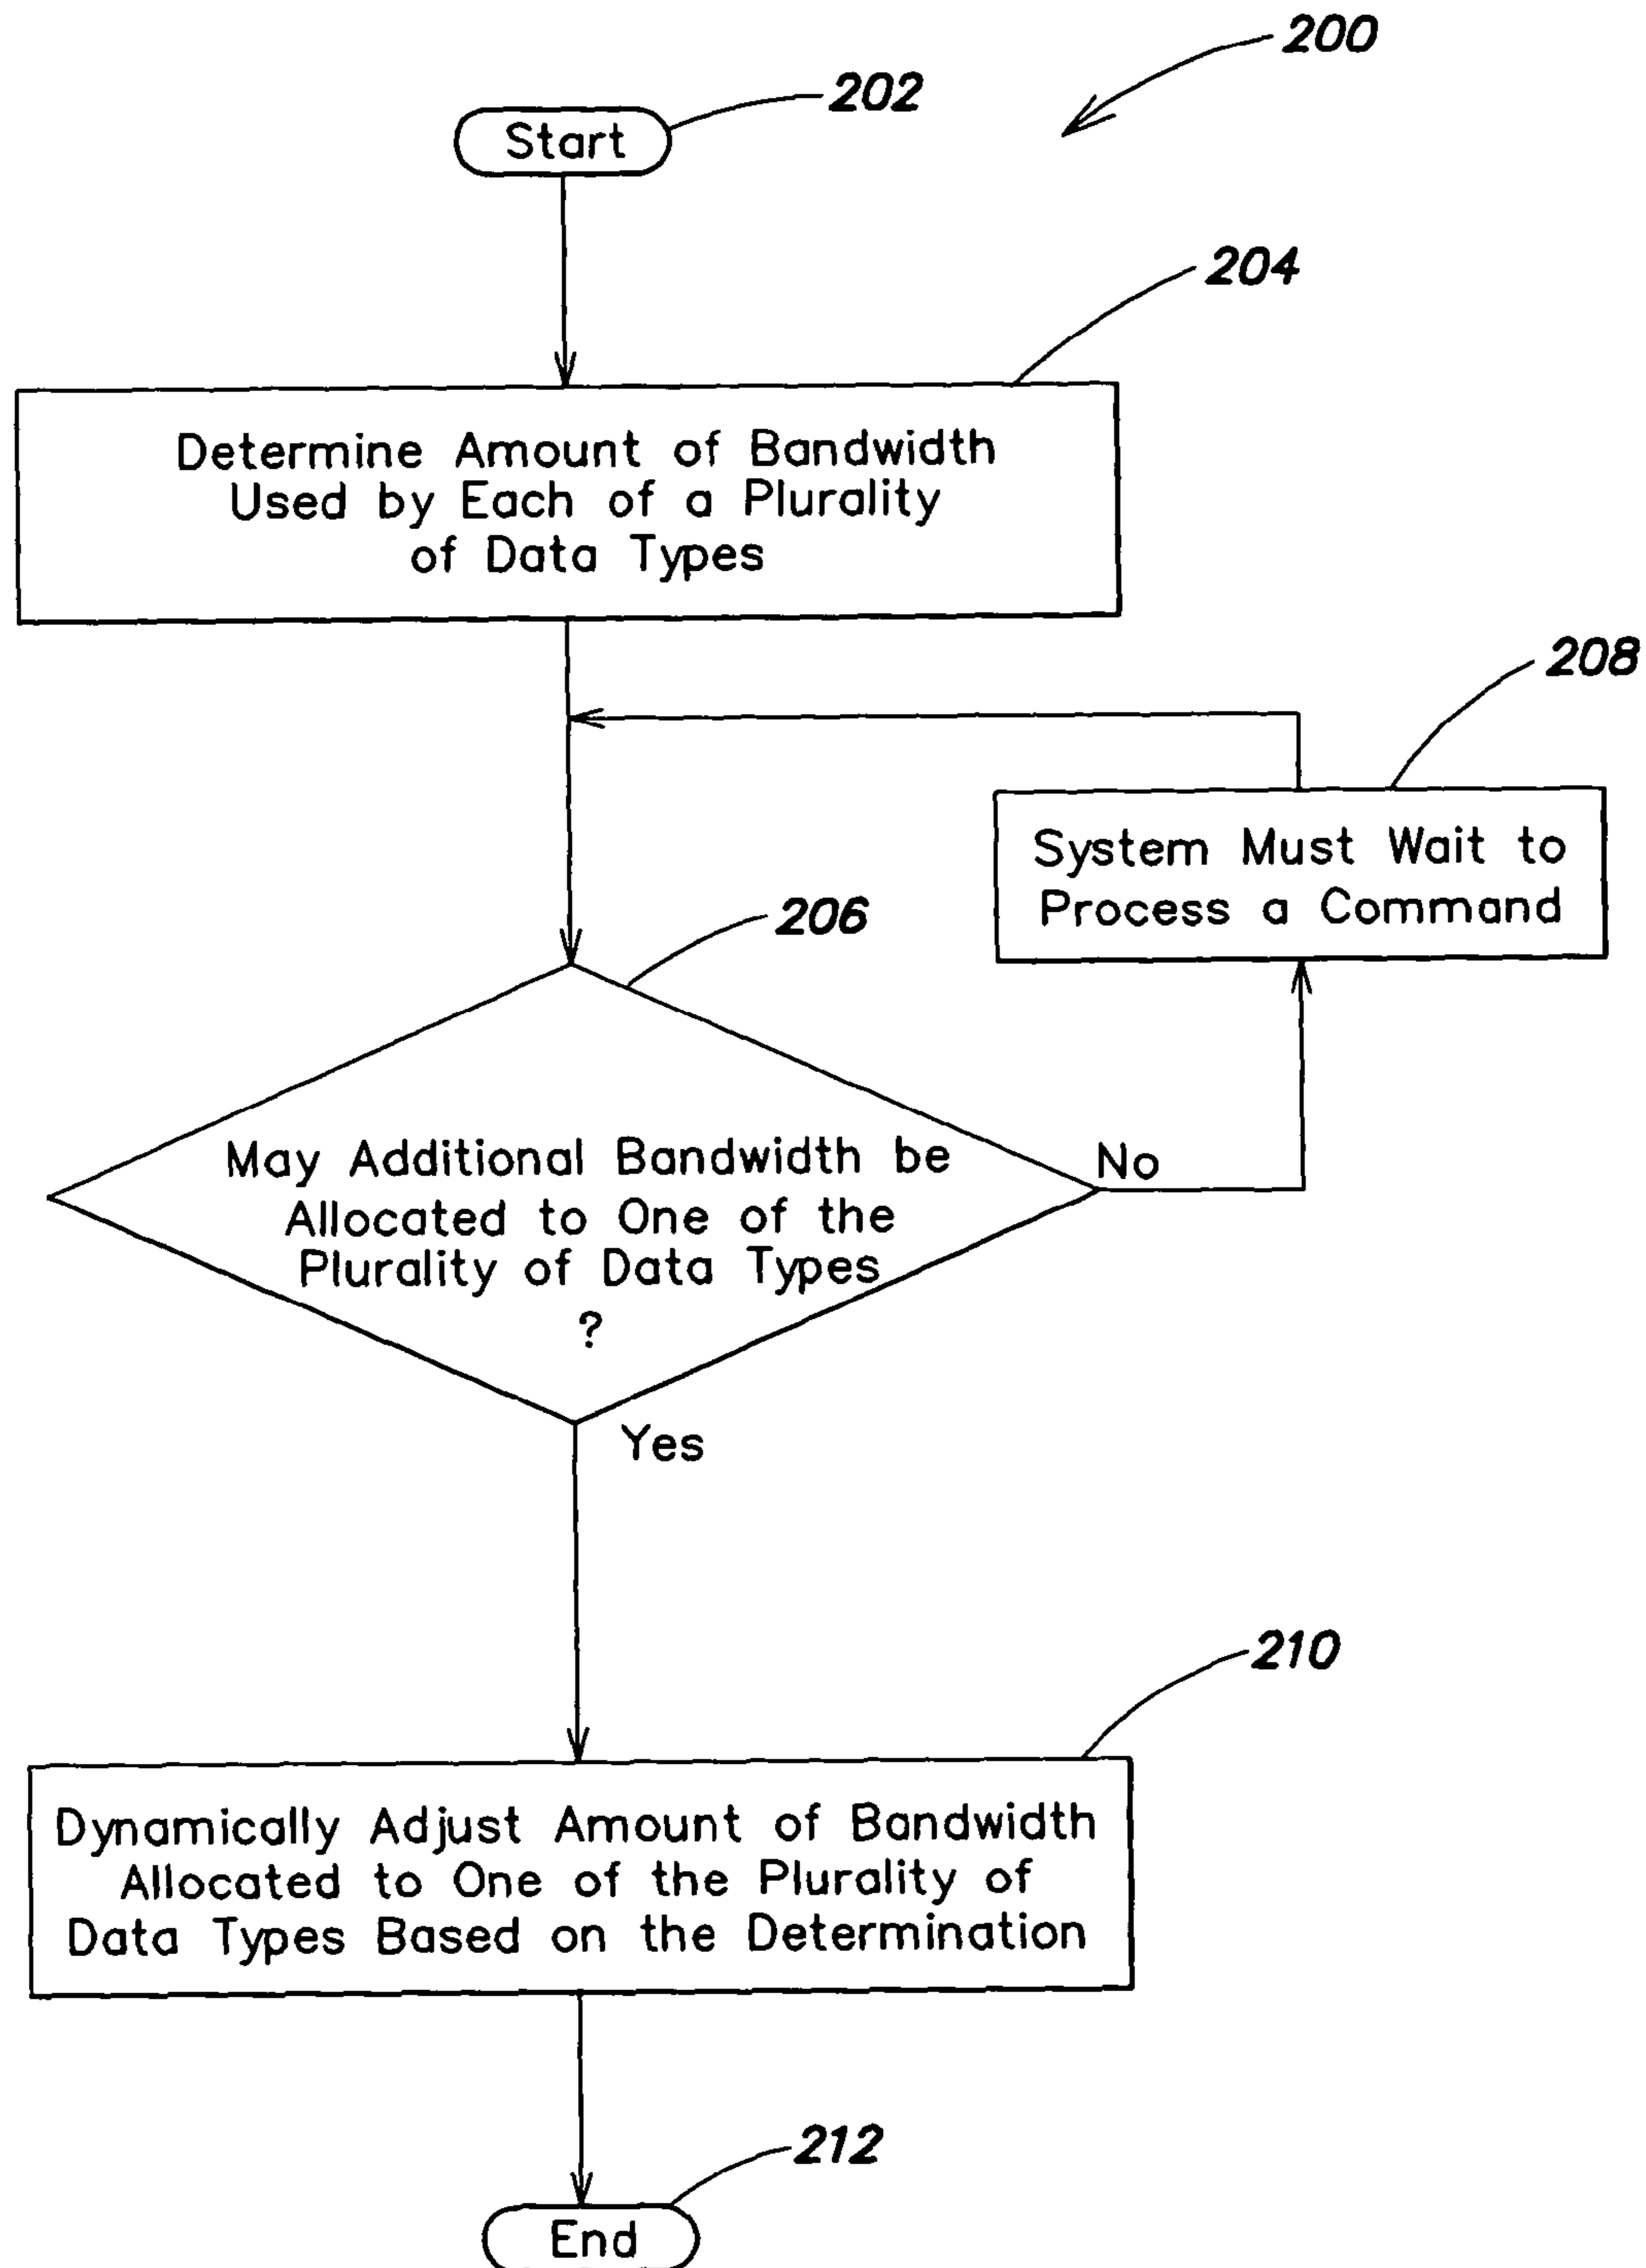 200
202
Start
204
Determine Amount of Bandwidth
Used by Each of a Plurality
of Data Types
208
System Must Wait to
Process a Command
206
May Additional Bandwidth be
Allocated to One of the
Plurality of Data Types
?
No
Yes
210
Dynamically Adjust Amount of Bandwidth
Allocated to One of the Plurality of
Data Types Based on the Determination
212
End